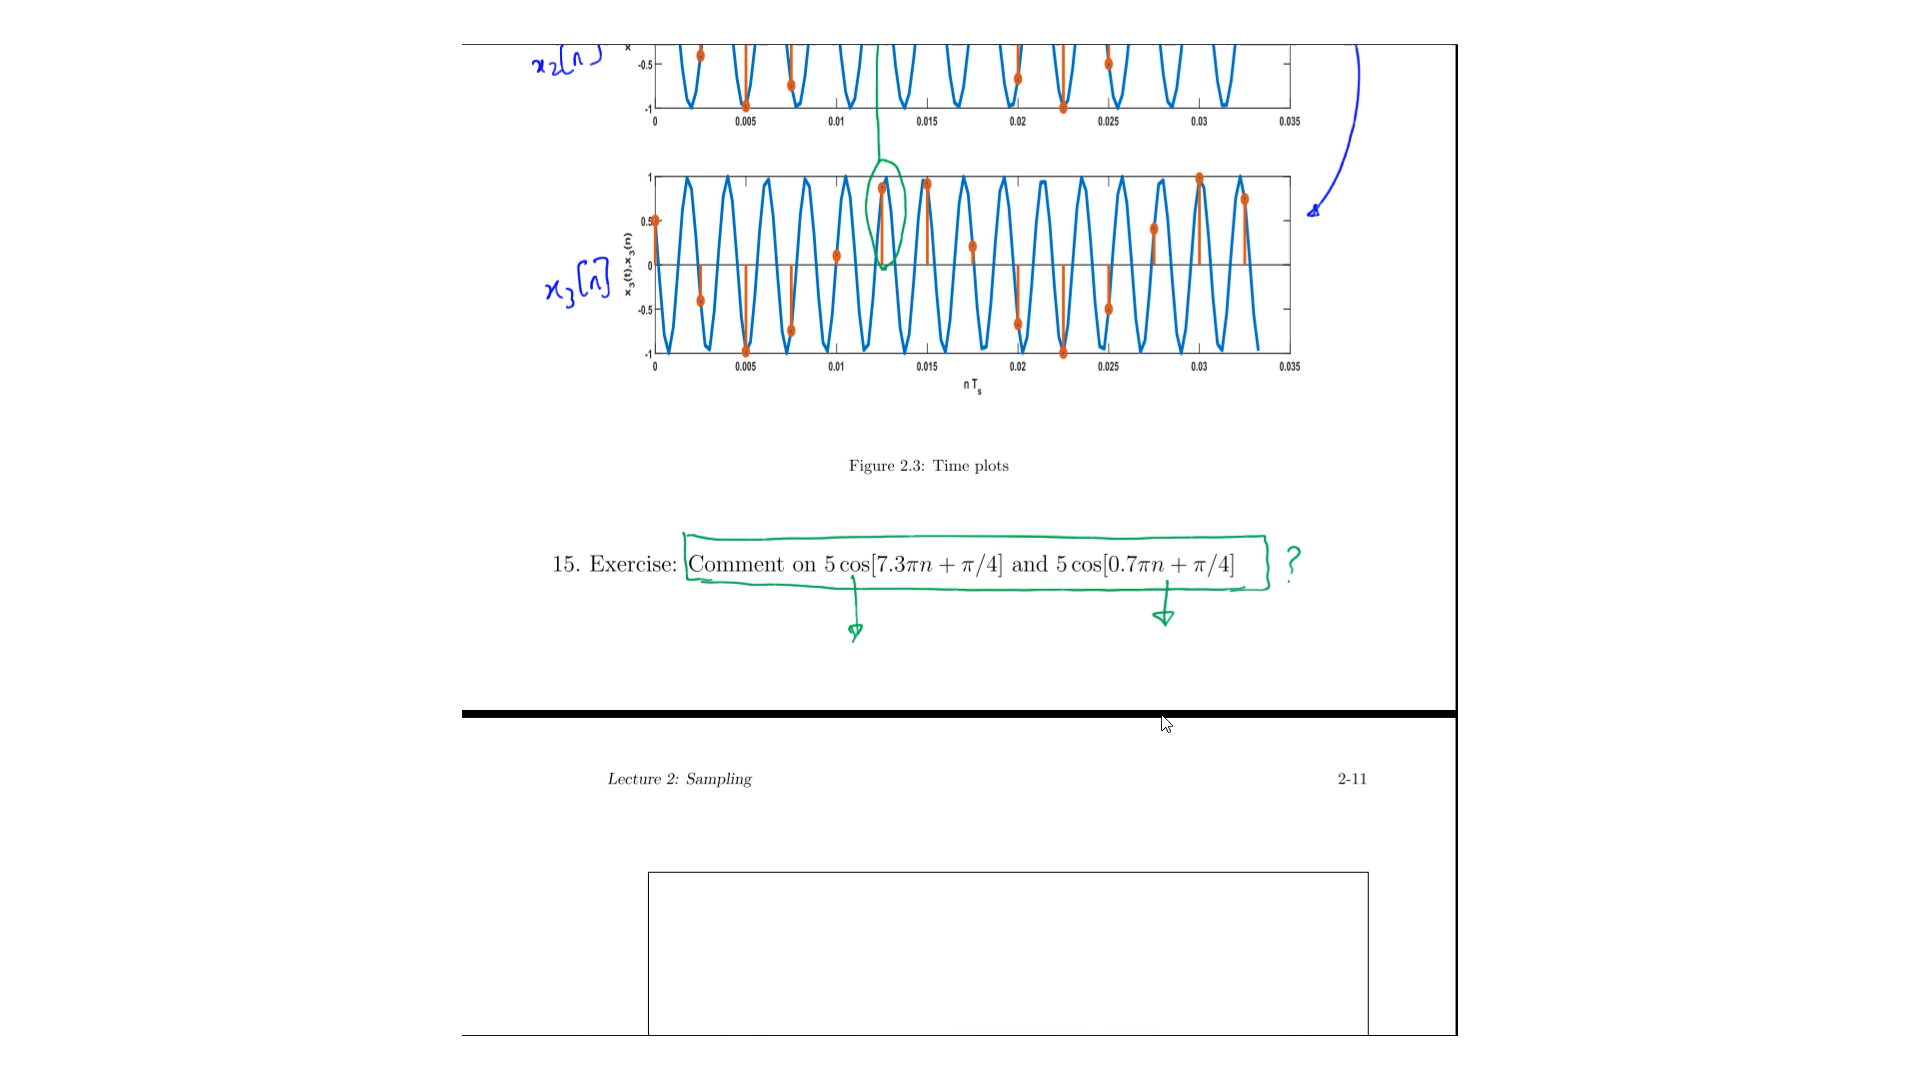 x₂[n]
x
-0.5
-1
0 0.005 0.01 0.015 0.02 0.025 0.03 0.035
1
0.5
x₃[n]
x₃(t),x₃(n)
0
-0.5
-1
0 0.005 0.01 0.015 0.02 0.025 0.03 0.035
n Tₛ
Figure 2.3: Time plots
15. Exercise: Comment on 5 cos[7.3πn + π/4] and 5 cos[0.7πn + π/4] ?
Lecture 2: Sampling 2-11